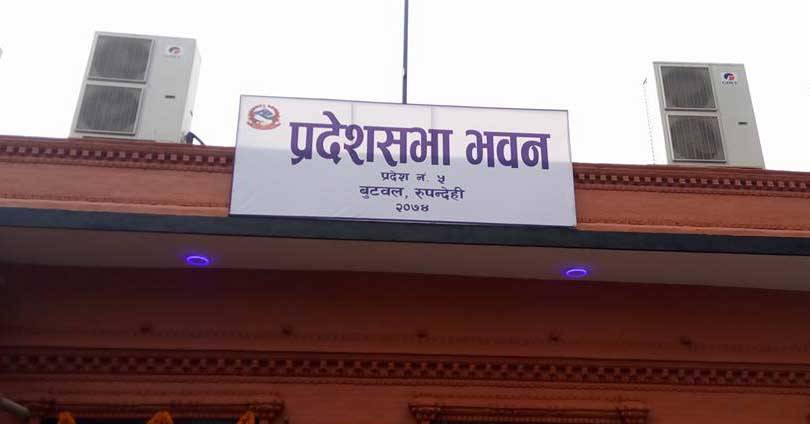 प्रदेशसभा भवन
प्रदेश न. ५
बुटवल, रुपन्देही
२०७४